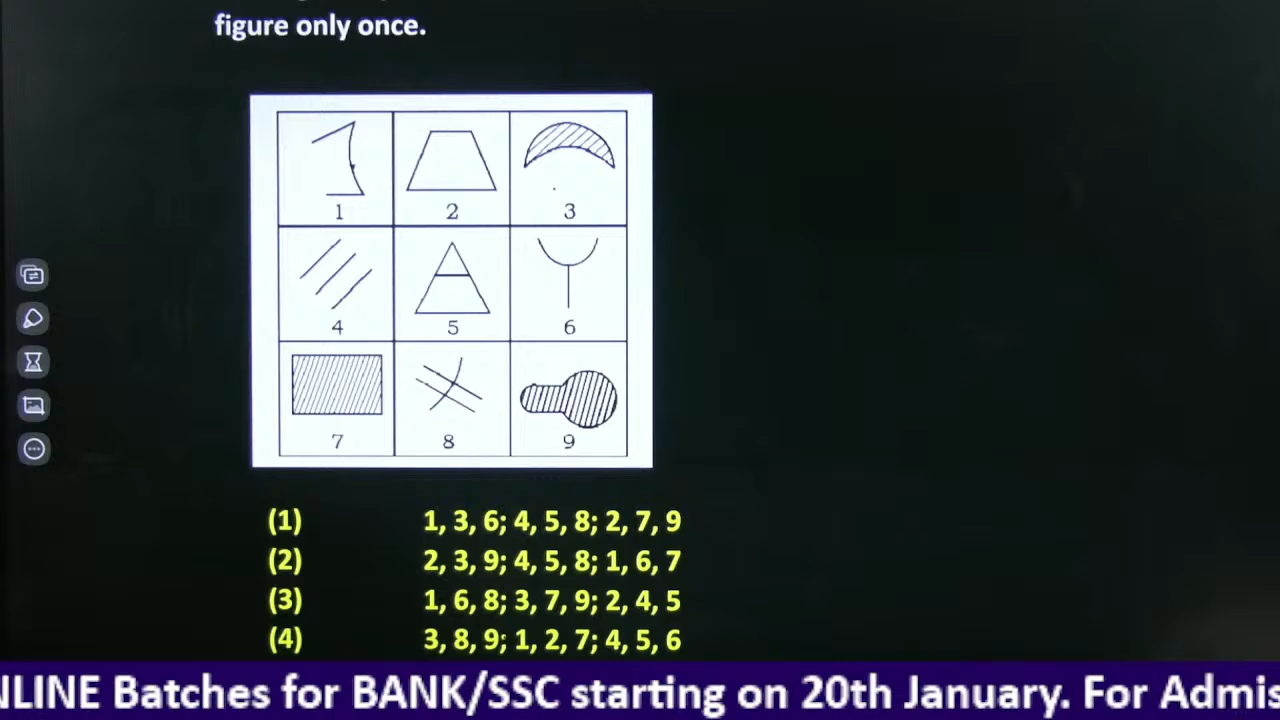 figure only once.
1 2 3
4 5 6
7 8 9
(1) 1, 3, 6; 4, 5, 8; 2, 7, 9
(2) 2, 3, 9; 4, 5, 8; 1, 6, 7
(3) 1, 6, 8; 3, 7, 9; 2, 4, 5
(4) 3, 8, 9; 1, 2, 7; 4, 5, 6
Batches for BANK/SSC starting on 20th January. For